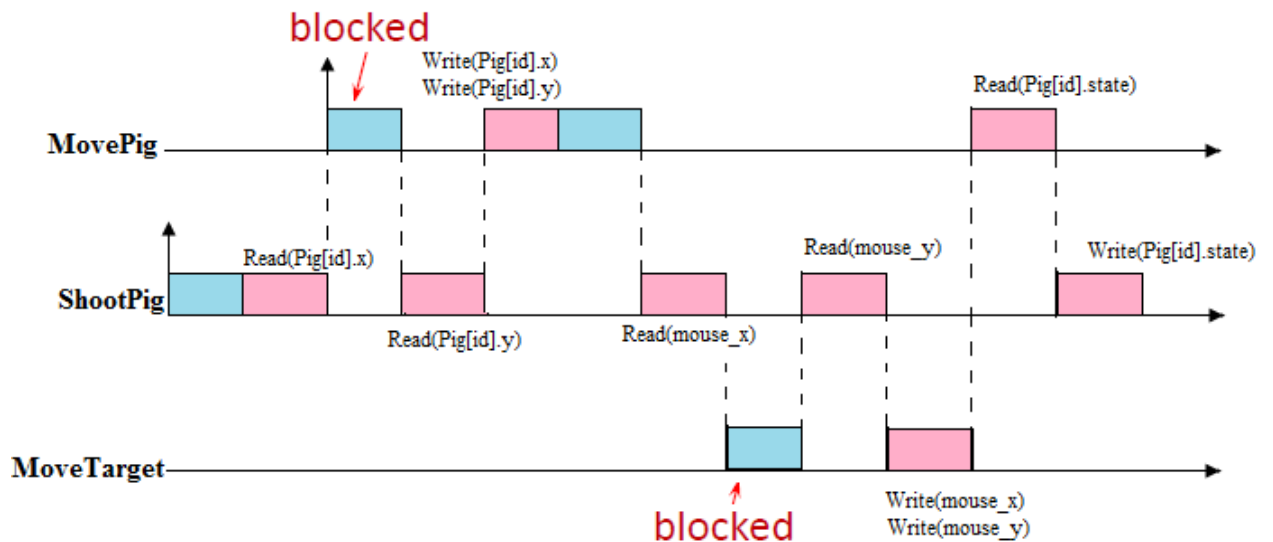 blocked
Write(Pig[id].x)
Write(Pig[id].y)
Read(Pig[id].state)
MovePig
Read(Pig[id].x)
Read(mouse_y)
Write(Pig[id].state)
ShootPig
Read(Pig[id].y)
Read(mouse_x)
MoveTarget
blocked
Write(mouse_x)
Write(mouse_y)